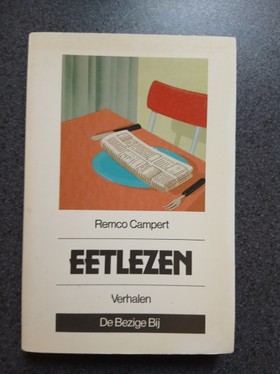 Remco Campert
EETLEZEN
Verhalen
De Bezige Bij